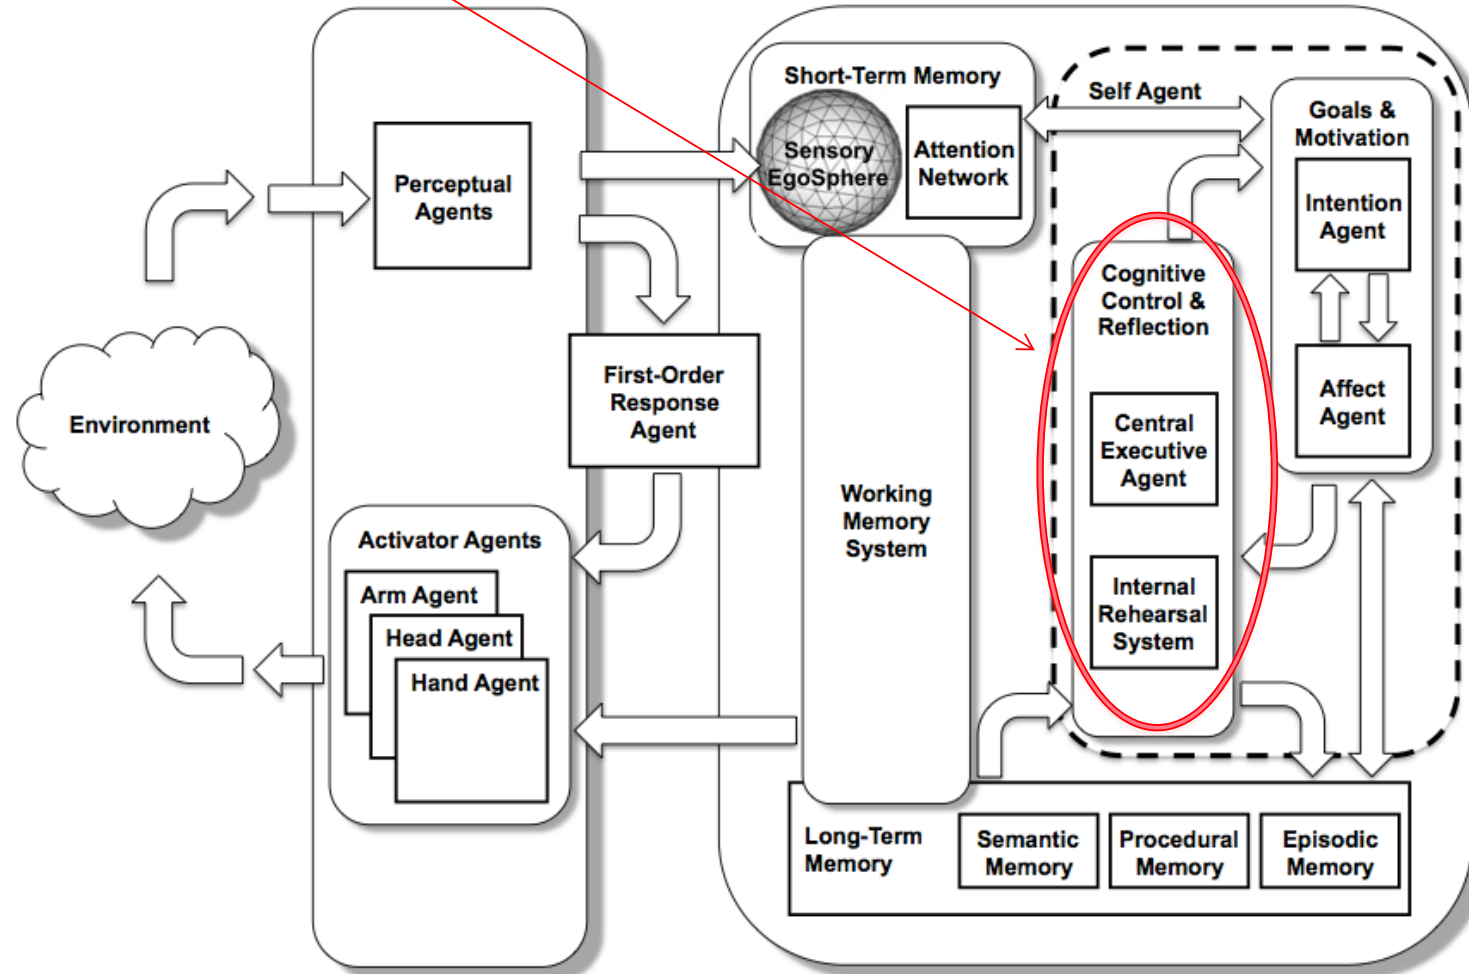 Short-Term Memory
Sensory
EgoSphere
Attention
Network
Self Agent
Goals &
Motivation
Intention
Agent
Affect
Agent
Perceptual
Agents
Cognitive
Control &
Reflection
Central
Executive
Agent
Internal
Rehearsal
System
First-Order
Response
Agent
Environment
Working
Memory
System
Activator Agents
Arm Agent
Head Agent
Hand Agent
Long-Term
Memory
Semantic
Memory
Procedural
Memory
Episodic
Memory